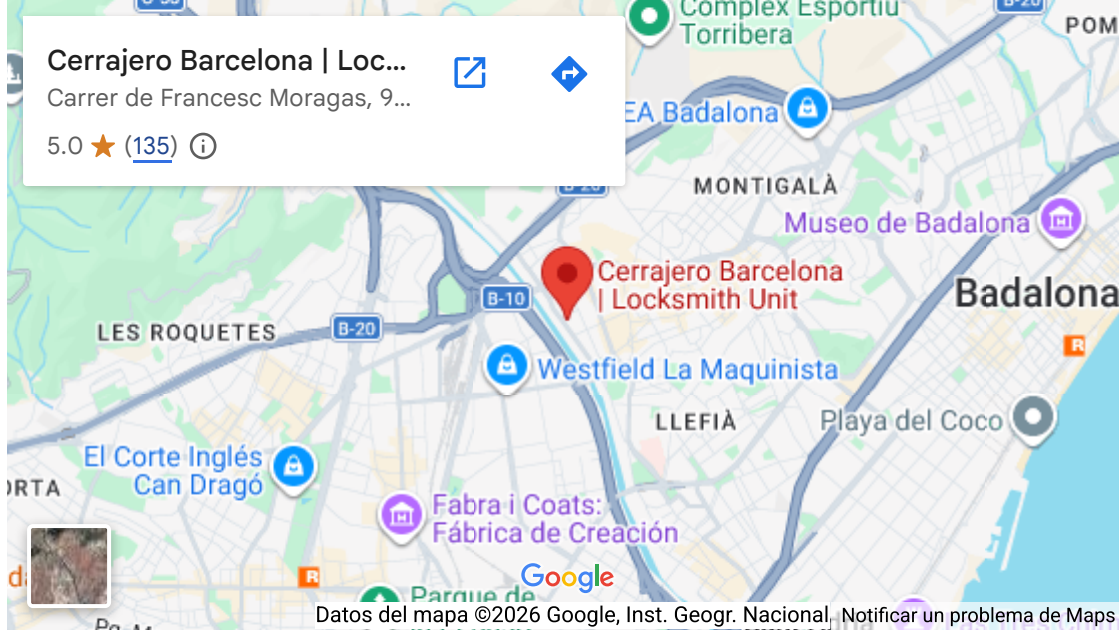 C-58
B-20
Complex Esportiu
Torribera
POM
Cerrajero Barcelona | Loc...
Carrer de Francesc Moragas, 9...
5.0 ★ (135)
EA Badalona
B-20
MONTIGALÀ
Museo de Badalona
Cerrajero Barcelona
| Locksmith Unit
Badalona
B-10
LES ROQUETES
B-20
R
Westfield La Maquinista
LLEFIÀ
Playa del Coco
El Corte Inglés
Can Dragó
ORTA
Fabra i Coats:
Fábrica de Creación
R
Google
Parque de
Datos del mapa ©2026 Google, Inst. Geogr. Nacional
Notificar un problema de Maps